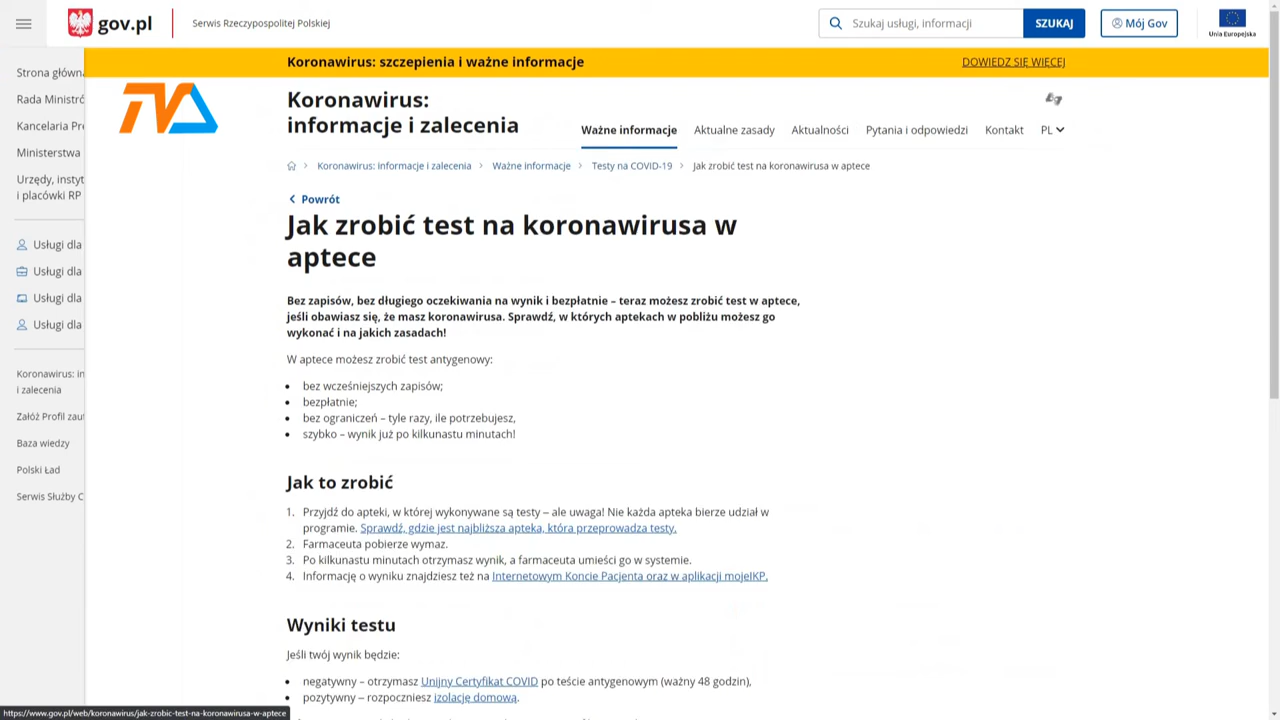 gov.pl
Serwis Rzeczypospolitej Polskiej
Szukaj usługi, informacji
SZUKAJ
Mój Gov
Unia Europejska
Koronawirus: szczepienia i ważne informacje
DOWIEDZ SIĘ WIĘCEJ
Strona główna
Rada Ministró
Kancelaria Pre
Ministerstwa
Urzędy, instyt
i placówki RP
Usługi dla
Usługi dla
Usługi dla
Usługi dla
Koronawirus: in
i zalecenia
Załóż Profil zau
Baza wiedzy
Polski Ład
Serwis Służby C
TVA
Koronawirus:
informacje i zalecenia
Ważne informacje
Aktualne zasady
Aktualności
Pytania i odpowiedzi
Kontakt
PL
Koronawirus: informacje i zalecenia > Ważne informacje > Testy na COVID-19 > Jak zrobić test na koronawirusa w aptece
Powrót
Jak zrobić test na koronawirusa w
aptece
Bez zapisów, bez długiego oczekiwania na wynik i bezpłatnie – teraz możesz zrobić test w aptece,
jeśli obawiasz się, że masz koronawirusa. Sprawdź, w których aptekach w pobliżu możesz go
wykonać i na jakich zasadach!
W aptece możesz zrobić test antygenowy:
• bez wcześniejszych zapisów;
• bezpłatnie;
• bez ograniczeń – tyle razy, ile potrzebujesz,
• szybko – wynik już po kilkunastu minutach!
Jak to zrobić
1. Przyjdź do apteki, w której wykonywane są testy – ale uwaga! Nie każda apteka bierze udział w
programie. Sprawdź, gdzie jest najbliższa apteka, która przeprowadza testy.
2. Farmaceuta pobierze wymaz.
3. Po kilkunastu minutach otrzymasz wynik, a farmaceuta umieści go w systemie.
4. Informację o wyniku znajdziesz też na Internetowym Koncie Pacjenta oraz w aplikacji mojeIKP.
Wyniki testu
Jeśli twój wynik będzie:
• negatywny – otrzymasz Unijny Certyfikat COVID po teście antygenowym (ważny 48 godzin),
• pozytywny – rozpoczniesz izolację domową.
https://www.gov.pl/web/koronawirus/jak-zrobic-test-na-koronawirusa-w-aptece